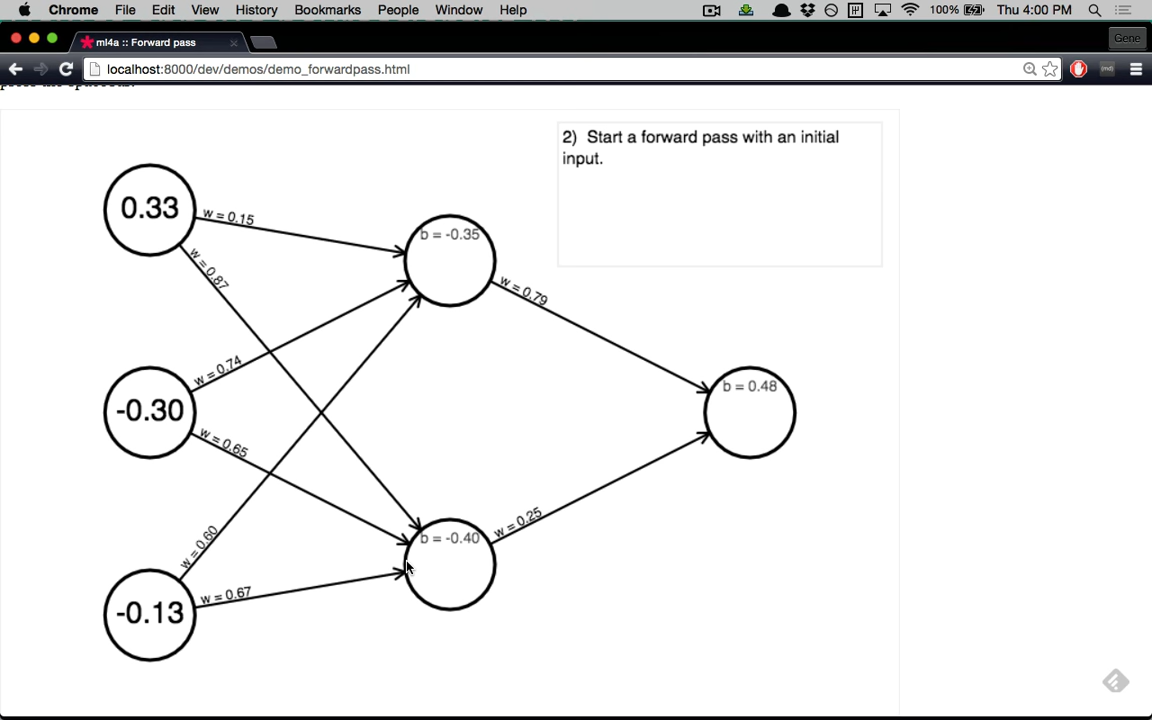 Chrome File Edit View History Bookmarks People Window Help 100% Thu 4:00 PM
ml4a :: Forward pass
Gene
localhost:8000/dev/demos/demo_forwardpass.html
2) Start a forward pass with an initial
input.
0.33
w = 0.15
w = 0.87
b = -0.35
w = 0.79
-0.30
w = 0.74
w = 0.65
b = 0.48
-0.13
w = 0.60
w = 0.67
b = -0.40
w = 0.25